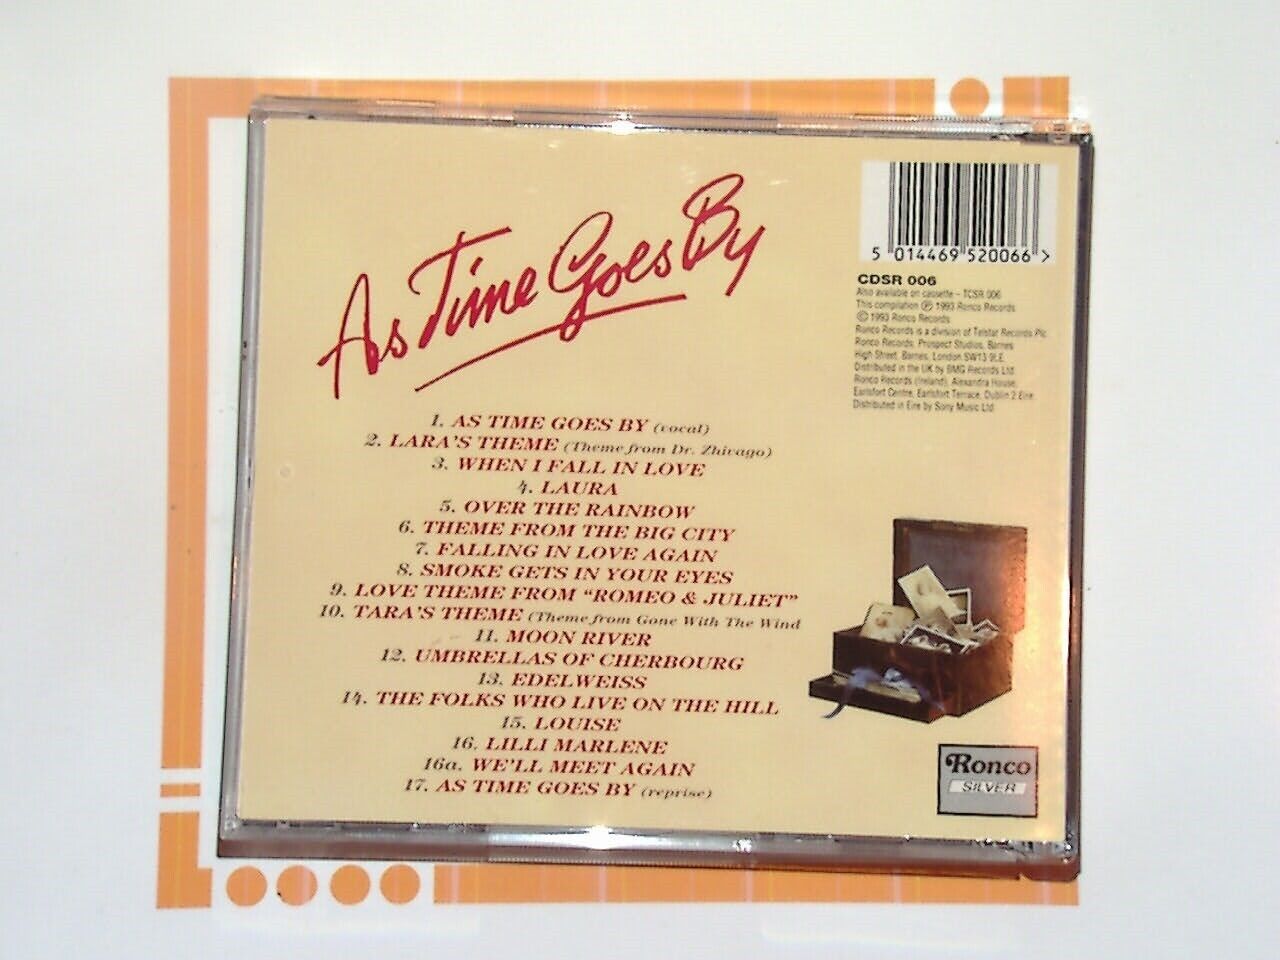 As Time Goes By
5 014469 520066 >
CDSR 006
Also available on cassette - TCSR 006
This compilation ℗ 1993 Ronco Records
© 1993 Ronco Records
Ronco Records is a division of Telstar Records Plc
Ronco Records, Prospect Studios, Barnes
High Street, Barnes, London SW13 9LE.
Distributed in the UK by BMG Records Ltd
Ronco Records (Ireland), Alexandra House,
Earlsfort Centre, Earlsfort Terrace, Dublin 2 Eire.
Distributed in Eire by Sony Music Ltd
1. AS TIME GOES BY (vocal)
2. LARA'S THEME (Theme from Dr. Zhivago)
3. WHEN I FALL IN LOVE
4. LAURA
5. OVER THE RAINBOW
6. THEME FROM THE BIG CITY
7. FALLING IN LOVE AGAIN
8. SMOKE GETS IN YOUR EYES
9. LOVE THEME FROM "ROMEO & JULIET"
10. TARA'S THEME (Theme from Gone With The Wind
11. MOON RIVER
12. UMBRELLAS OF CHERBOURG
13. EDELWEISS
14. THE FOLKS WHO LIVE ON THE HILL
15. LOUISE
16. LILLI MARLENE
16a. WE'LL MEET AGAIN
17. AS TIME GOES BY (reprise)
Ronco
SILVER